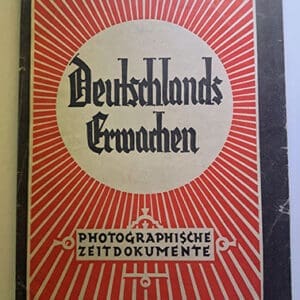 Deutschlands
Erwachen
PHOTOGRAPHISCHE
ZEITDOKUMENTE